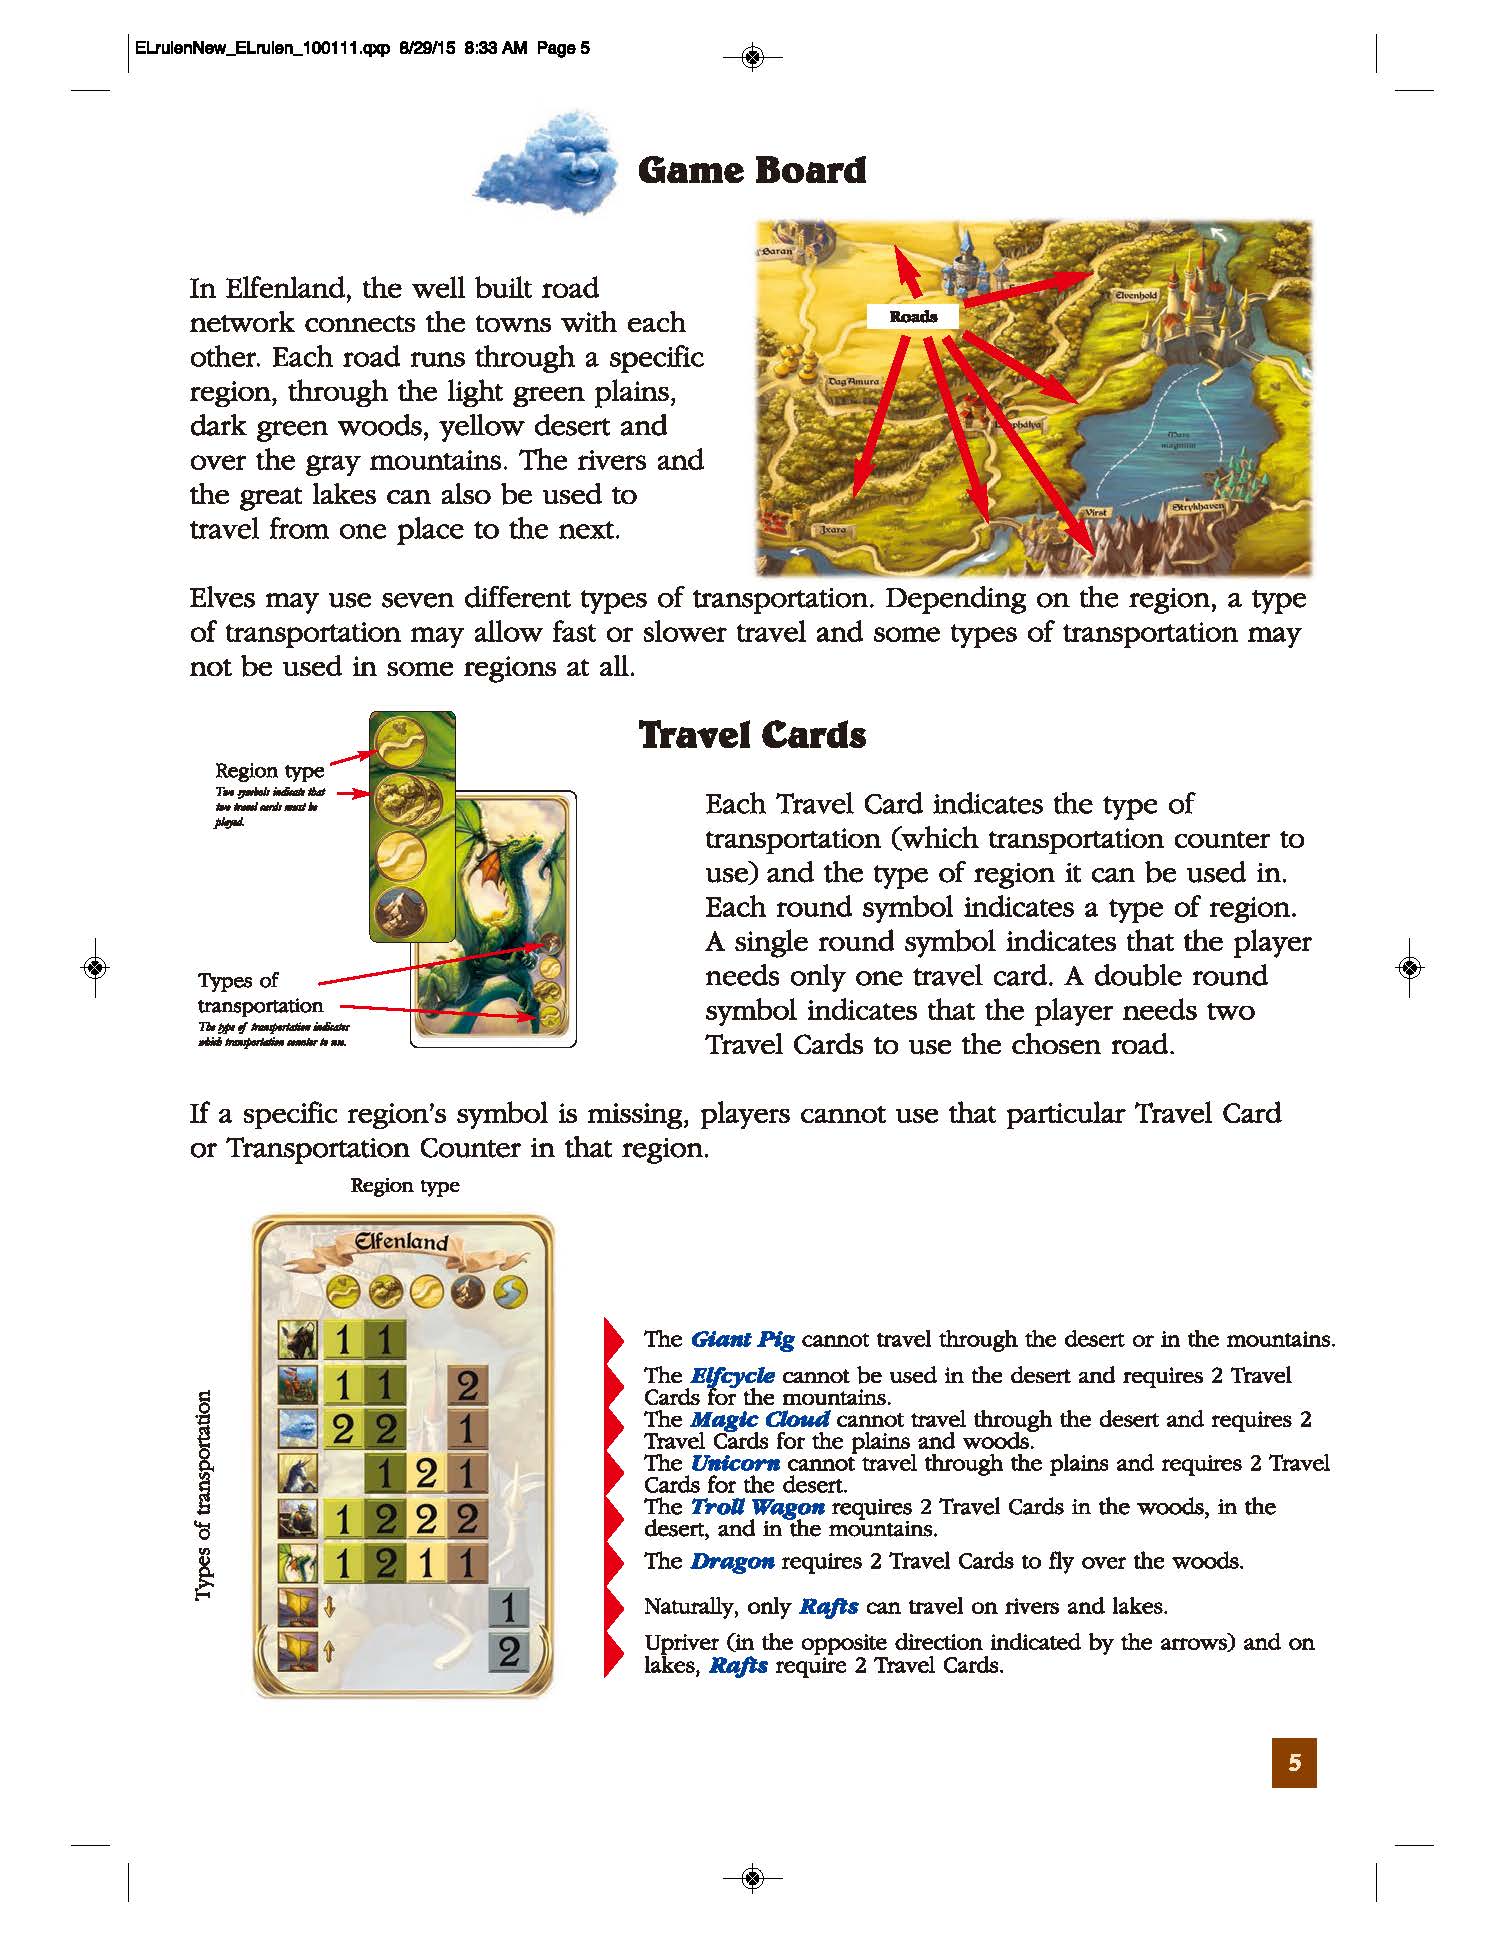 ELrulenNew_ELrulen_100111.qxp 8/29/15 8:33 AM Page 5
Game Board
In Elfenland, the well built road
network connects the towns with each
other. Each road runs through a specific
region, through the light green plains,
dark green woods, yellow desert and
over the gray mountains. The rivers and
the great lakes can also be used to
travel from one place to the next.
Baran
Roads
Elvenhold
Dag'Amura
Mare
magnum
Virst
Strykhaven
Jxara
Elves may use seven different types of transportation. Depending on the region, a type
of transportation may allow fast or slower travel and some types of transportation may
not be used in some regions at all.
Travel Cards
Region type
Two symbols indicate that
two travel cards must be
played.
Types of
transportation
The type of transportation indicates
which transportation counter to use.
Each Travel Card indicates the type of
transportation (which transportation counter to
use) and the type of region it can be used in.
Each round symbol indicates a type of region.
A single round symbol indicates that the player
needs only one travel card. A double round
symbol indicates that the player needs two
Travel Cards to use the chosen road.
If a specific region's symbol is missing, players cannot use that particular Travel Card
or Transportation Counter in that region.
Region type
Types of transportation
Elfenland
1 1
1 1 2
2 2 1
1 2 1
1 2 2 2
1 2 1 1
1
2
The Giant Pig cannot travel through the desert or in the mountains.
The Elfcycle cannot be used in the desert and requires 2 Travel
Cards for the mountains.
The Magic Cloud cannot travel through the desert and requires 2
Travel Cards for the plains and woods.
The Unicorn cannot travel through the plains and requires 2 Travel
Cards for the desert.
The Troll Wagon requires 2 Travel Cards in the woods, in the
desert, and in the mountains.
The Dragon requires 2 Travel Cards to fly over the woods.
Naturally, only Rafts can travel on rivers and lakes.
Upriver (in the opposite direction indicated by the arrows) and on
lakes, Rafts require 2 Travel Cards.
5